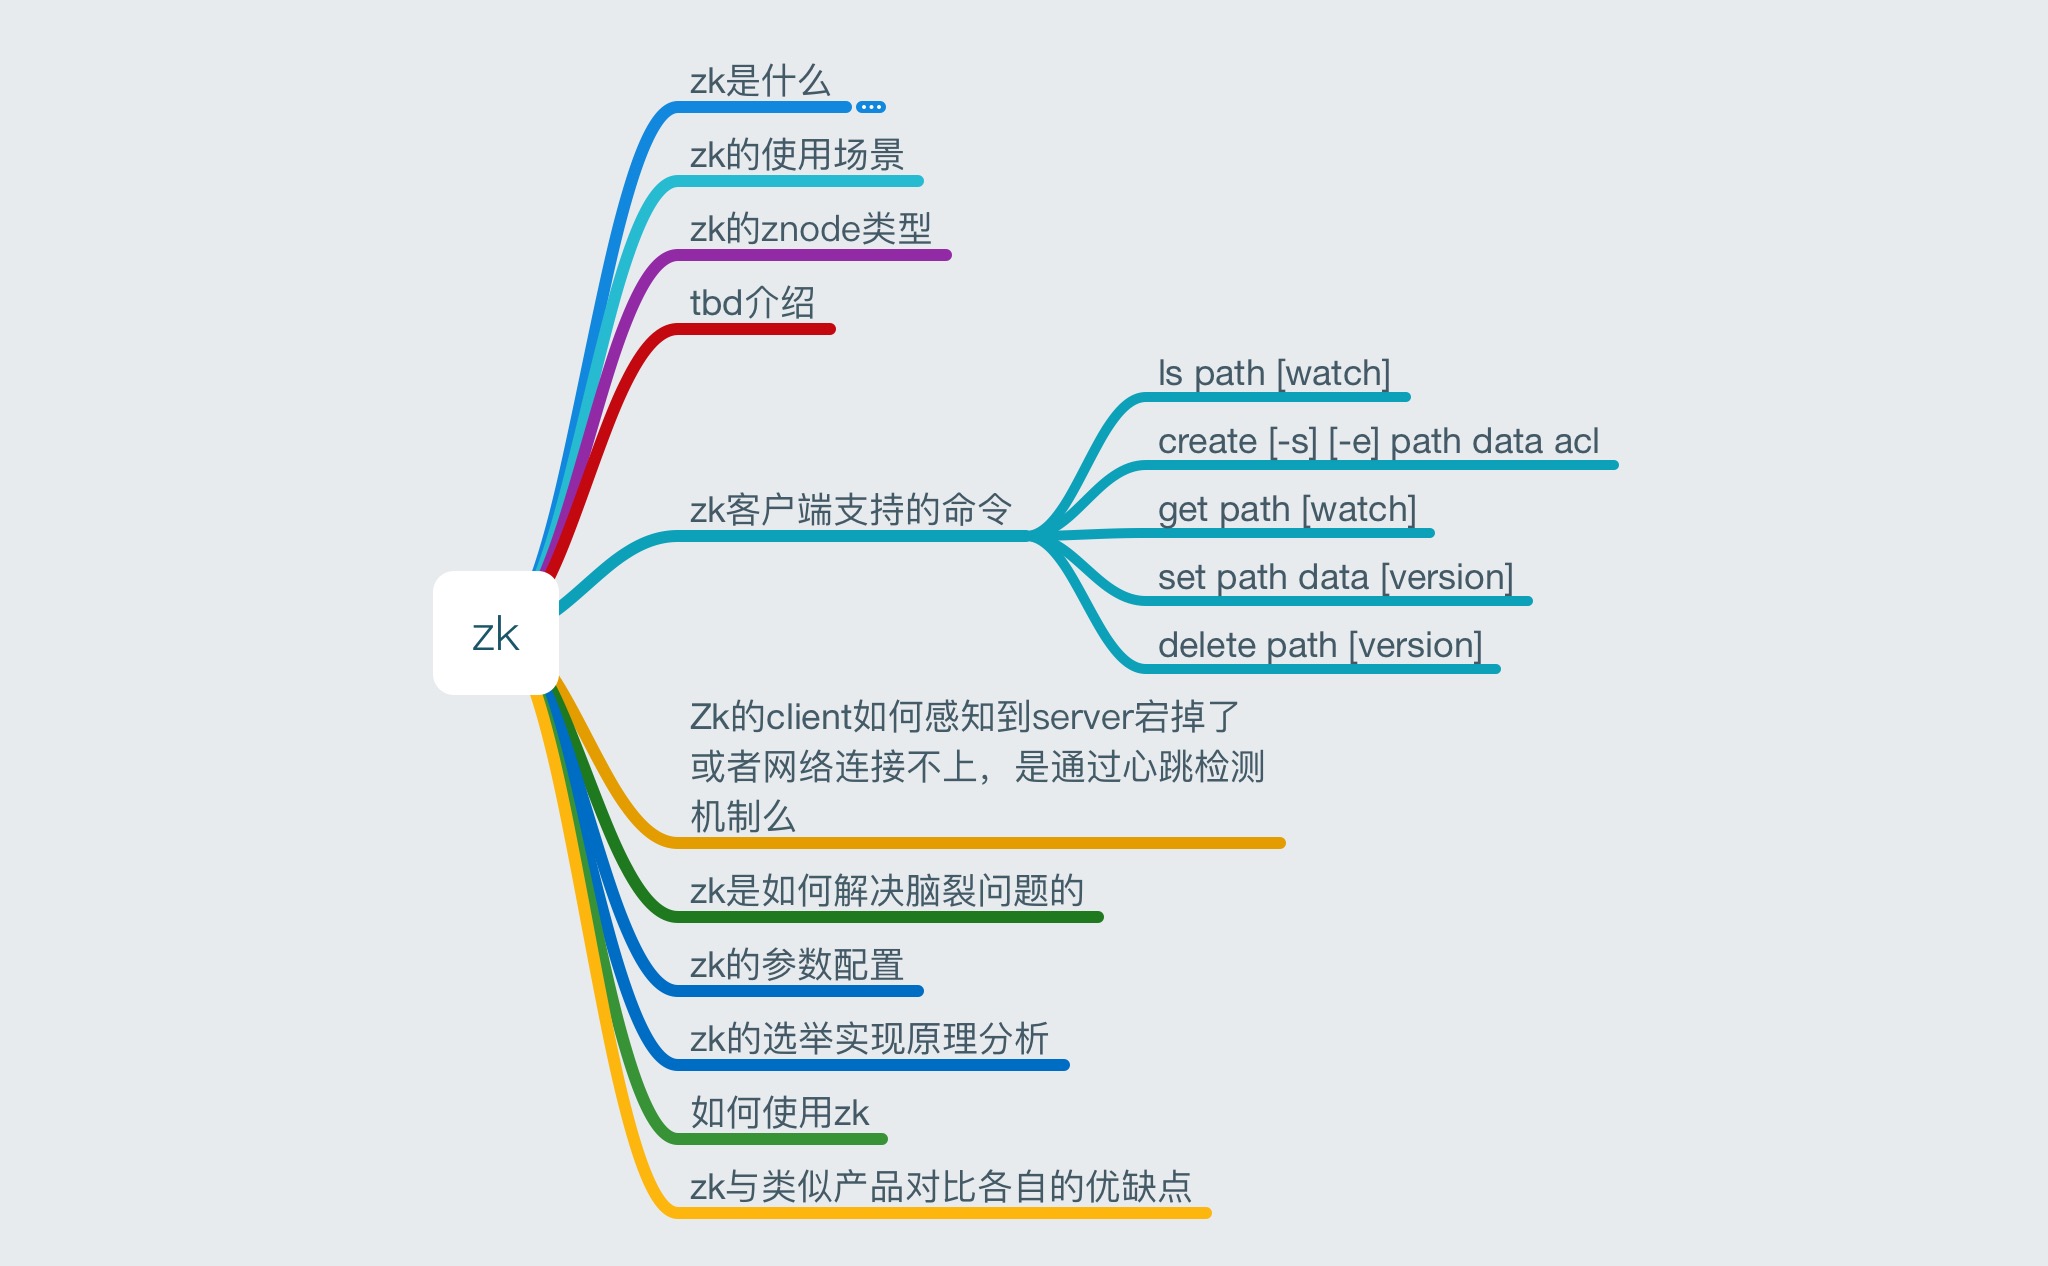 zk是什么
zk的使用场景
zk的znode类型
tbd介绍
ls path [watch]
create [-s] [-e] path data acl
zk客户端支持的命令
get path [watch]
set path data [version]
delete path [version]
zk
Zk的client如何感知到server宕掉了
或者网络连接不上，是通过心跳检测
机制么
zk是如何解决脑裂问题的
zk的参数配置
zk的选举实现原理分析
如何使用zk
zk与类似产品对比各自的优缺点